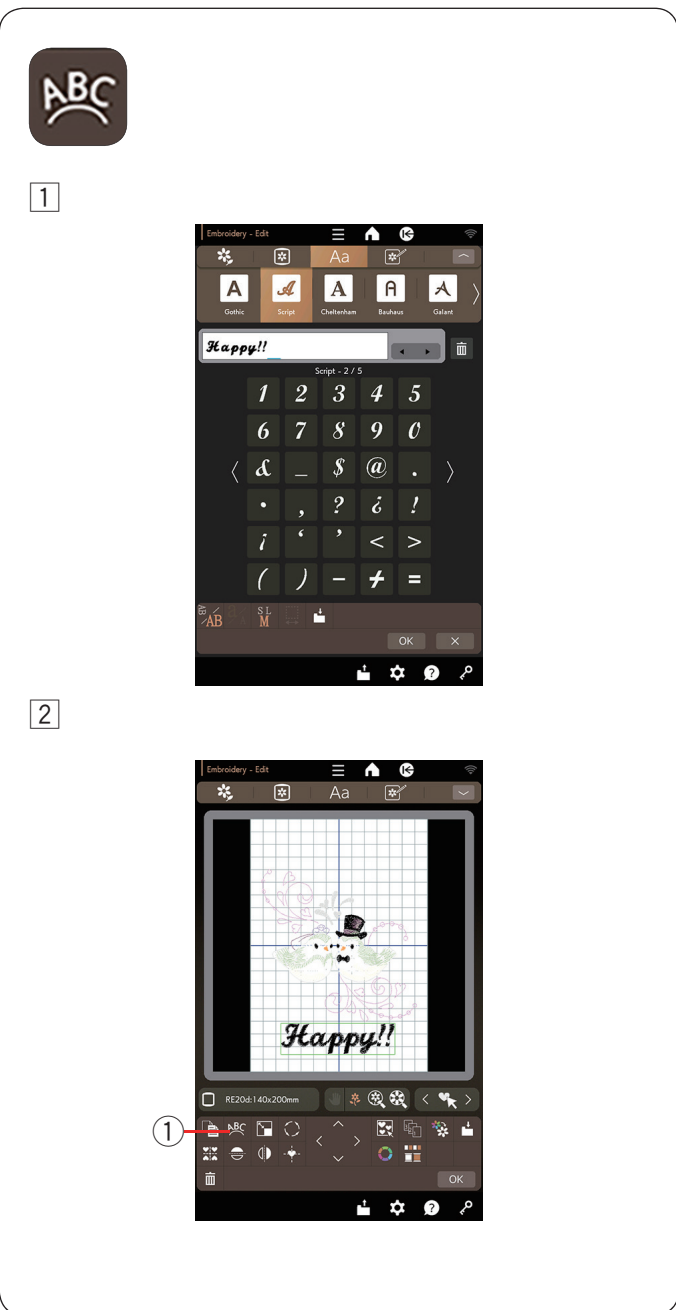 ABC
1
Embroidery - Edit
Aa
A A A A A
Gothic Script Cheltenham Bauhaus Galant
Happy!!
Script - 2 / 5
1 2 3 4 5
6 7 8 9 0
& _ $ @ .
· , ? ¿ !
¡ ‘ ’ < >
( ) − + =
AB AB S L M
OK ×
?
2
Embroidery - Edit
Aa
Happy!!
RE20d:140x200mm
① ABC
OK
?